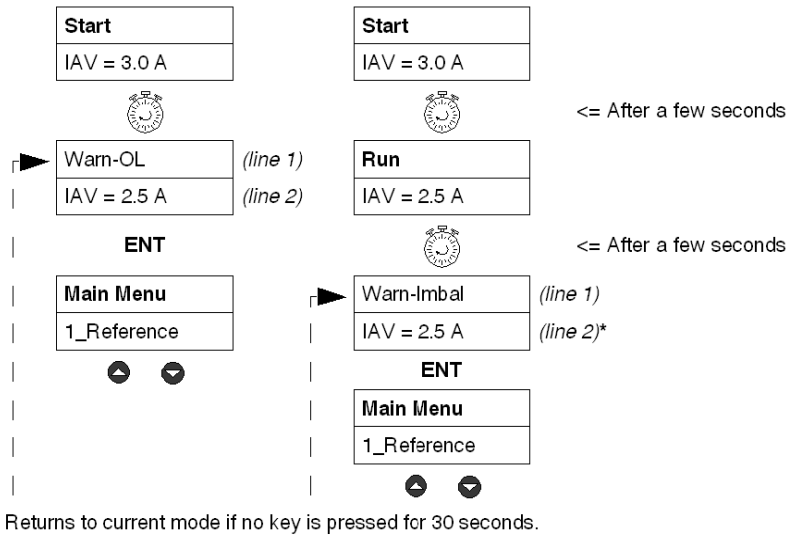 Start
IAV = 3.0 A
Warn-OL (line 1)
IAV = 2.5 A (line 2)
ENT
Main Menu
1_Reference
Start
IAV = 3.0 A
<= After a few seconds
Run
IAV = 2.5 A
<= After a few seconds
Warn-Imbal (line 1)
IAV = 2.5 A (line 2)*
ENT
Main Menu
1_Reference
Returns to current mode if no key is pressed for 30 seconds.